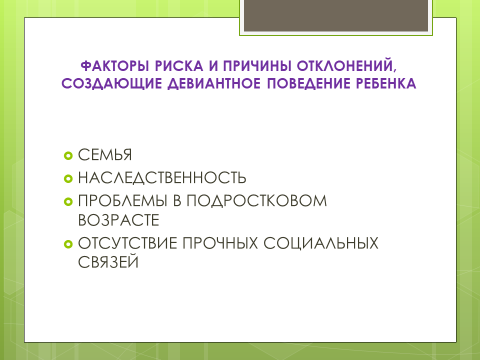 ФАКТОРЫ РИСКА И ПРИЧИНЫ ОТКЛОНЕНИЙ,
СОЗДАЮЩИЕ ДЕВИАНТНОЕ ПОВЕДЕНИЕ РЕБЕНКА
СЕМЬЯ
НАСЛЕДСТВЕННОСТЬ
ПРОБЛЕМЫ В ПОДРОСТКОВОМ
ВОЗРАСТЕ
ОТСУТСТВИЕ ПРОЧНЫХ СОЦИАЛЬНЫХ
СВЯЗЕЙ